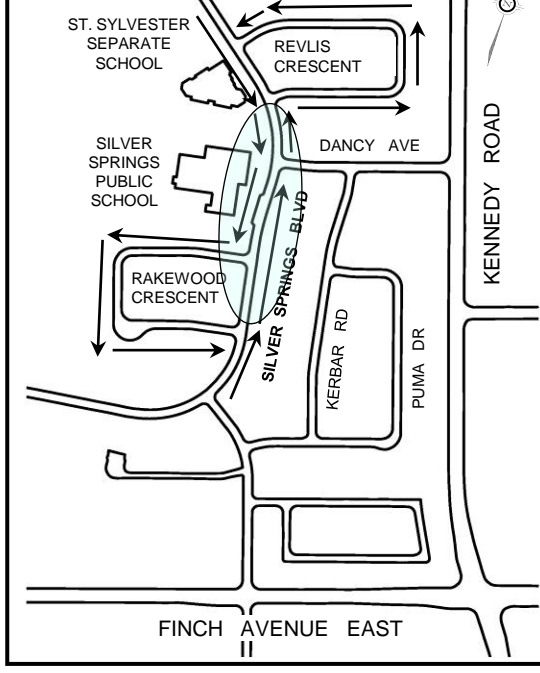 ST. SYLVESTER
SEPARATE
SCHOOL
REVLIS
CRESCENT
DANCY AVE
SILVER
SPRINGS
PUBLIC
SCHOOL
KENNEDY ROAD
RAKEWOOD
CRESCENT
SILVER SPRINGS BLVD
KERBAR RD
PUMA DR
FINCH AVENUE EAST